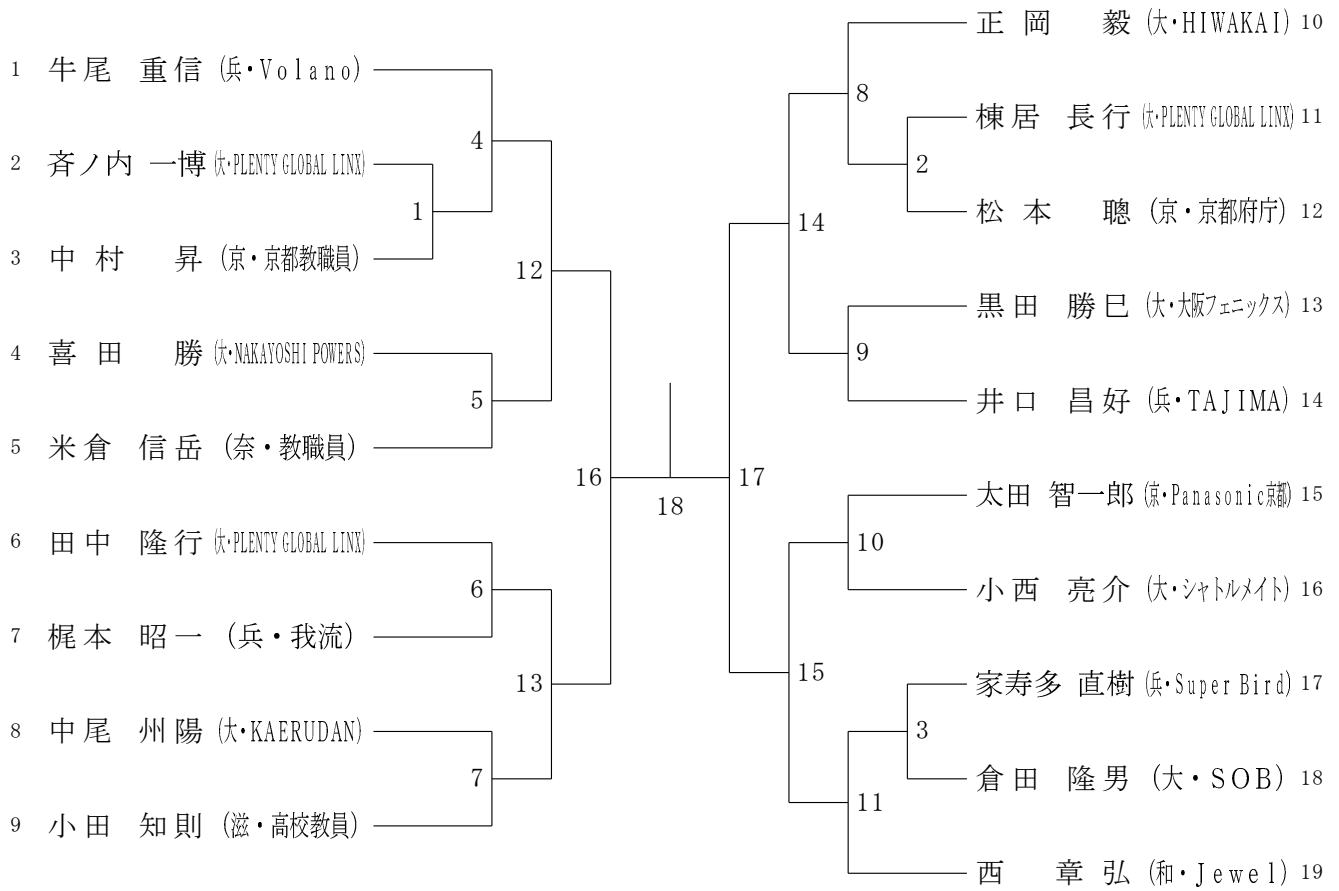 1 牛尾 重信 (兵・Volano)
2 斉ノ内 一博 (大・PLENTY GLOBAL LINX)
3 中村 昇 (京・京都教職員)
4 喜田 勝 (大・NAKAYOSHI POWERS)
5 米倉 信岳 (奈・教職員)
6 田中 隆行 (大・PLENTY GLOBAL LINX)
7 梶本 昭一 (兵・我流)
8 中尾 州陽 (大・KAERUDAN)
9 小田 知則 (滋・高校教員)
4
1
12
5
16
6
13
7
18
17
8
2
14
9
10
15
3
11
正岡 毅 (大・HIWAKAI) 10
棟居 長行 (大・PLENTY GLOBAL LINX) 11
松本 聰 (京・京都府庁) 12
黒田 勝巳 (大・大阪フェニックス) 13
井口 昌好 (兵・TAJIMA) 14
太田 智一郎 (京・Panasonic京都) 15
小西 亮介 (大・シャトルメイト) 16
家寿多 直樹 (兵・Super Bird) 17
倉田 隆男 (大・SOB) 18
西 章弘 (和・Jewel) 19